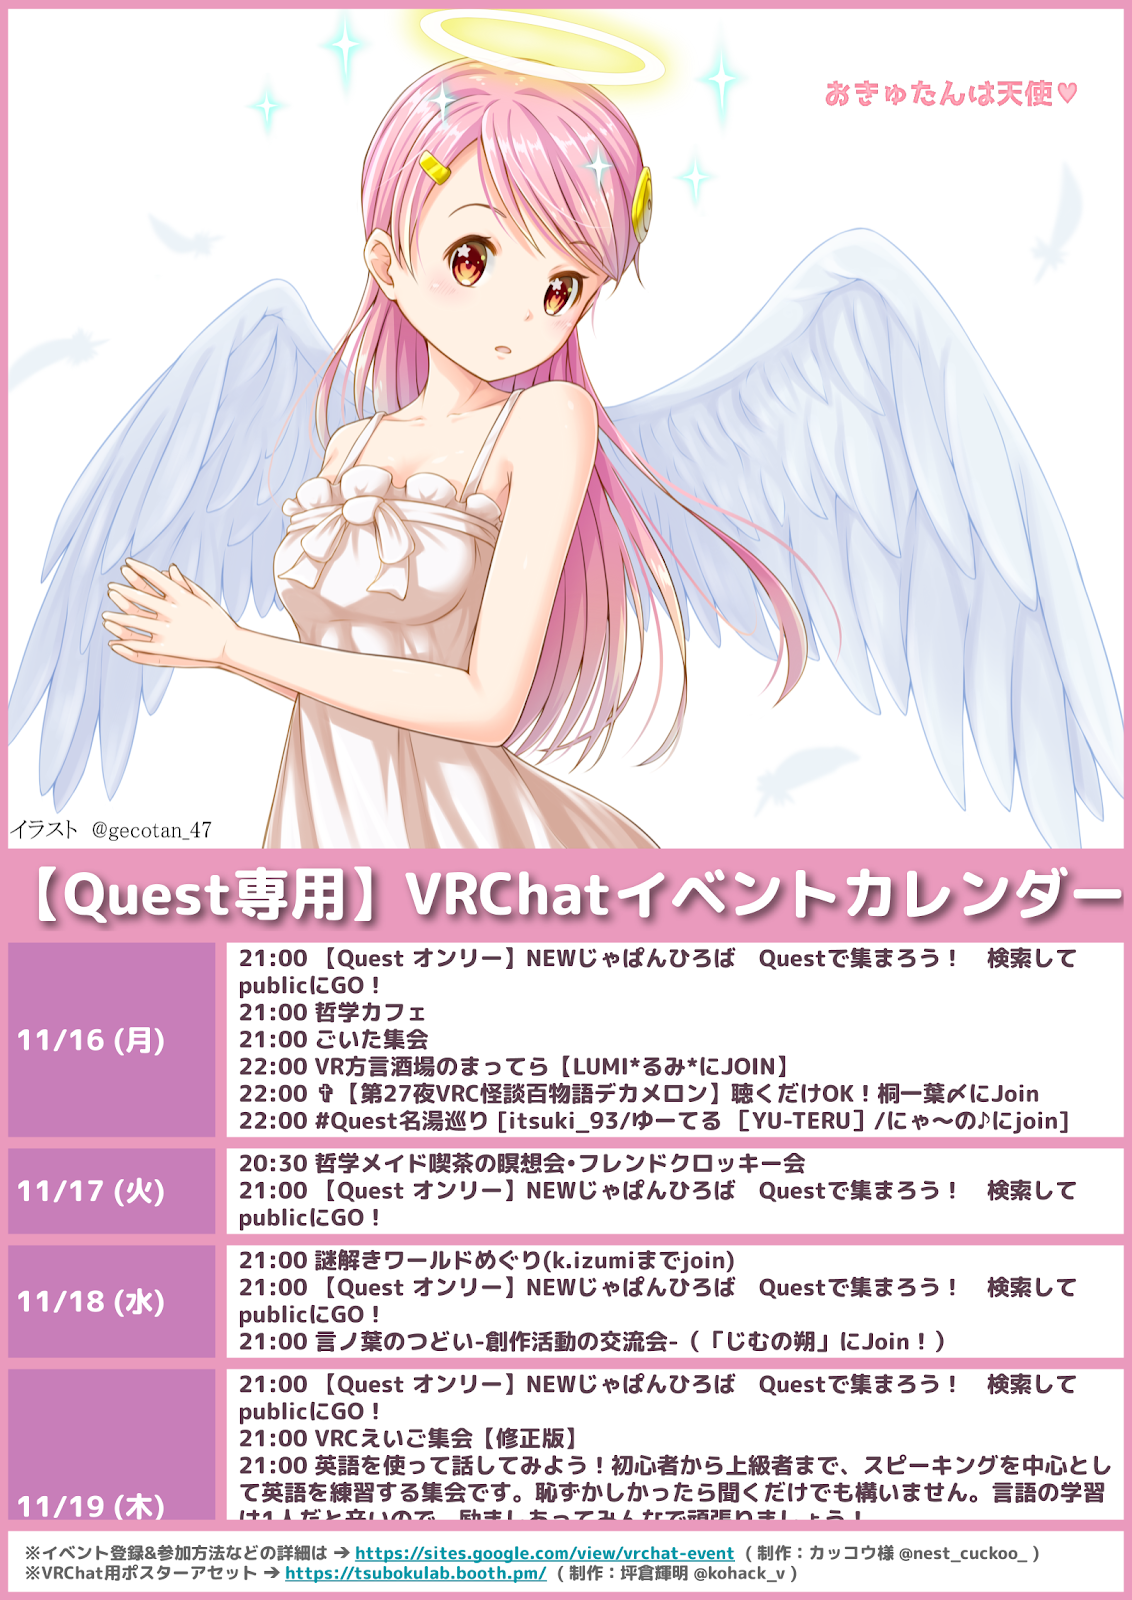 おきゅたんは天使♥
イラスト @gecotan_47
【Quest専用】VRChatイベントカレンダー
11/16 (月)
21:00 【Quest オンリー】NEWじゃぱんひろば　Questで集まろう！　検索して
publicにGO！
21:00 哲学カフェ
21:00 ごいた集会
22:00 VR方言酒場のまってら【LUMI*るみ*にJOIN】
22:00 ✞【第27夜VRC怪談百物語デカメロン】聴くだけOK！桐一葉〆にJoin
22:00 #Quest名湯巡り [itsuki_93/ゆーてる ［YU-TERU］/にゃ～の♪にjoin]
11/17 (火)
20:30 哲学メイド喫茶の瞑想会•フレンドクロッキー会
21:00 【Quest オンリー】NEWじゃぱんひろば　Questで集まろう！　検索して
publicにGO！
11/18 (水)
21:00 謎解きワールドめぐり(k.izumiまでjoin)
21:00 【Quest オンリー】NEWじゃぱんひろば　Questで集まろう！　検索して
publicにGO！
21:00 言ノ葉のつどい-創作活動の交流会-（「じむの朔」にJoin！）
11/19 (木)
21:00 【Quest オンリー】NEWじゃぱんひろば　Questで集まろう！　検索して
publicにGO！
21:00 VRCえいご集会【修正版】
21:00 英語を使って話してみよう！初心者から上級者まで、スピーキングを中心とし
て英語を練習する集会です。恥ずかしかったら聞くだけでも構いません。言語の学習
は1人だと辛いので、励ましあってみんなで頑張りましょう！
※イベント登録&参加方法などの詳細は ➔ https://sites.google.com/view/vrchat-event （制作：カッコウ様 @nest_cuckoo_ ）
※VRChat用ポスターアセット ➔ https://tsubokulab.booth.pm/ （制作：坪倉輝明 @kohack_v ）